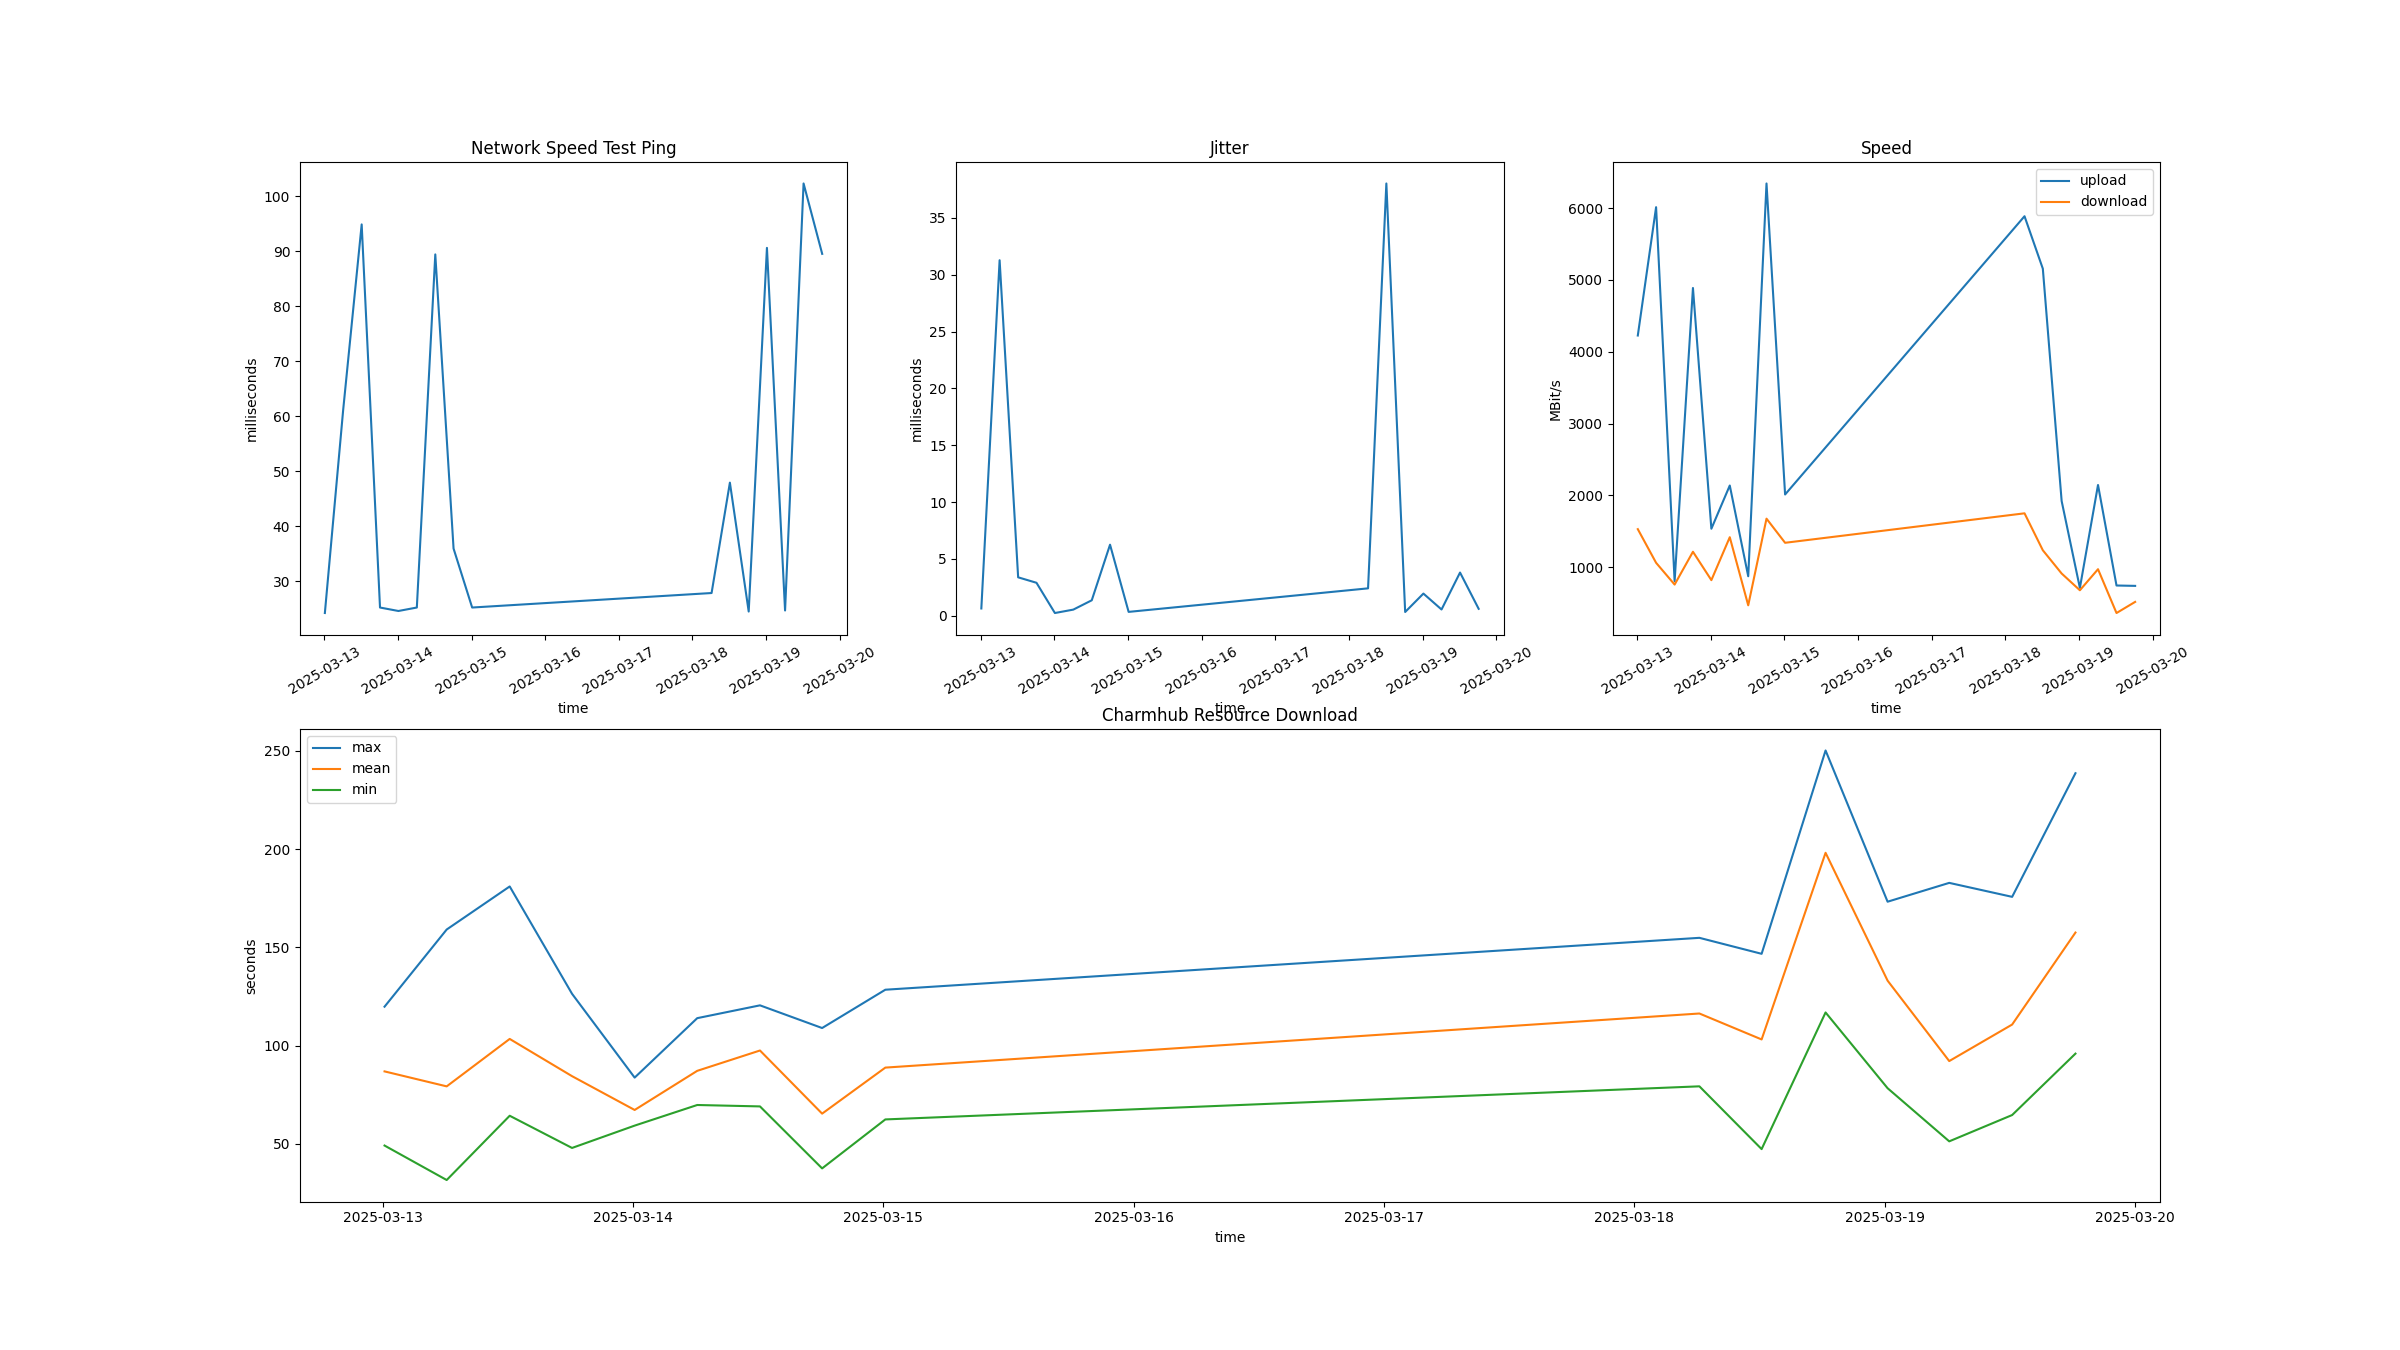 Network Speed Test Ping
milliseconds
100
90
80
70
60
50
40
30
2025-03-13 2025-03-14 2025-03-15 2025-03-16 2025-03-17 2025-03-18 2025-03-19 2025-03-20
time
Jitter
milliseconds
35
30
25
20
15
10
5
0
2025-03-13 2025-03-14 2025-03-15 2025-03-16 2025-03-17 2025-03-18 2025-03-19 2025-03-20
time
Speed
upload
download
MBit/s
6000
5000
4000
3000
2000
1000
2025-03-13 2025-03-14 2025-03-15 2025-03-16 2025-03-17 2025-03-18 2025-03-19 2025-03-20
time
Charmhub Resource Download
max
mean
min
seconds
250
200
150
100
50
2025-03-13 2025-03-14 2025-03-15 2025-03-16 2025-03-17 2025-03-18 2025-03-19 2025-03-20
time